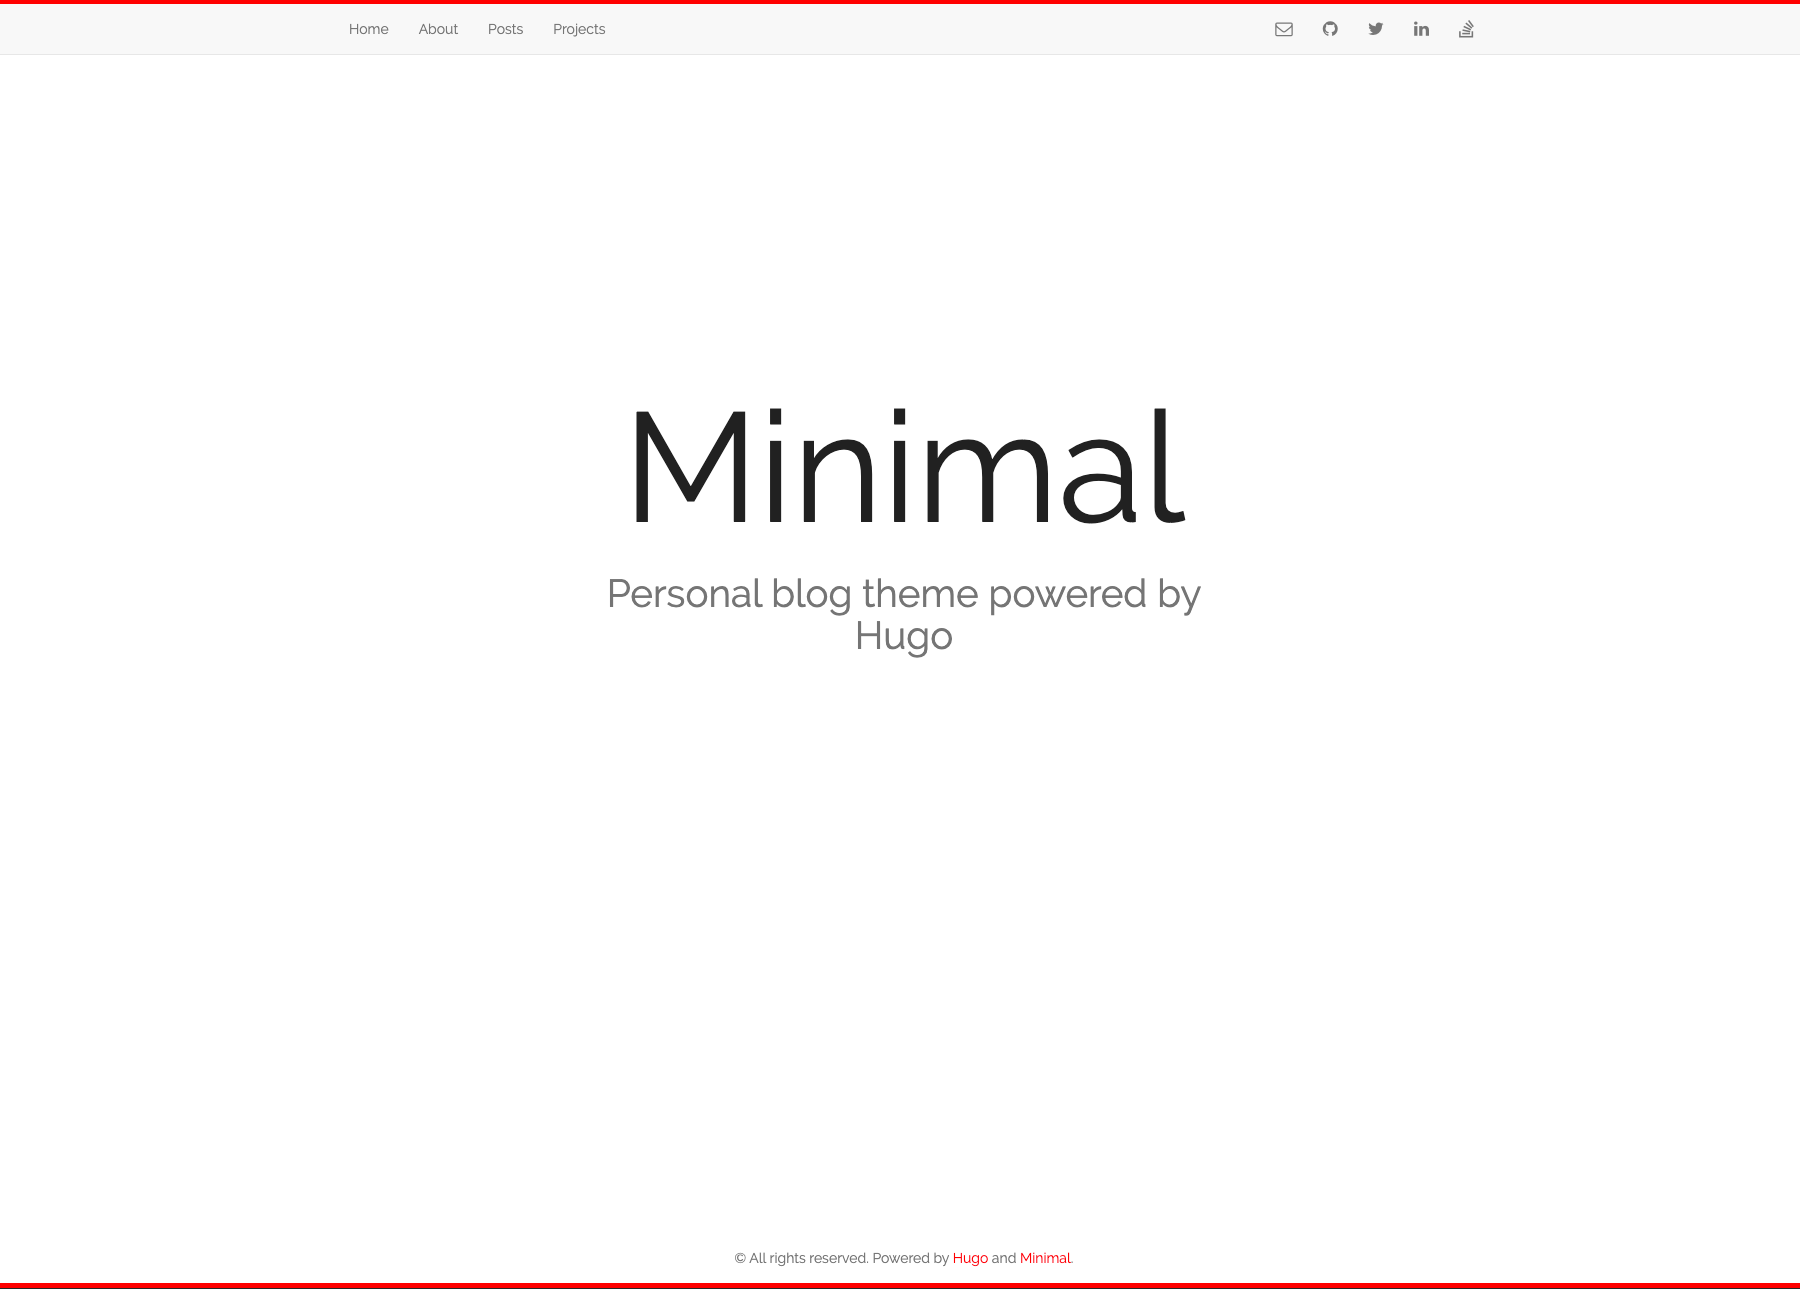 Home About Posts Projects
Minimal
Personal blog theme powered by
Hugo
© All rights reserved. Powered by Hugo and Minimal.